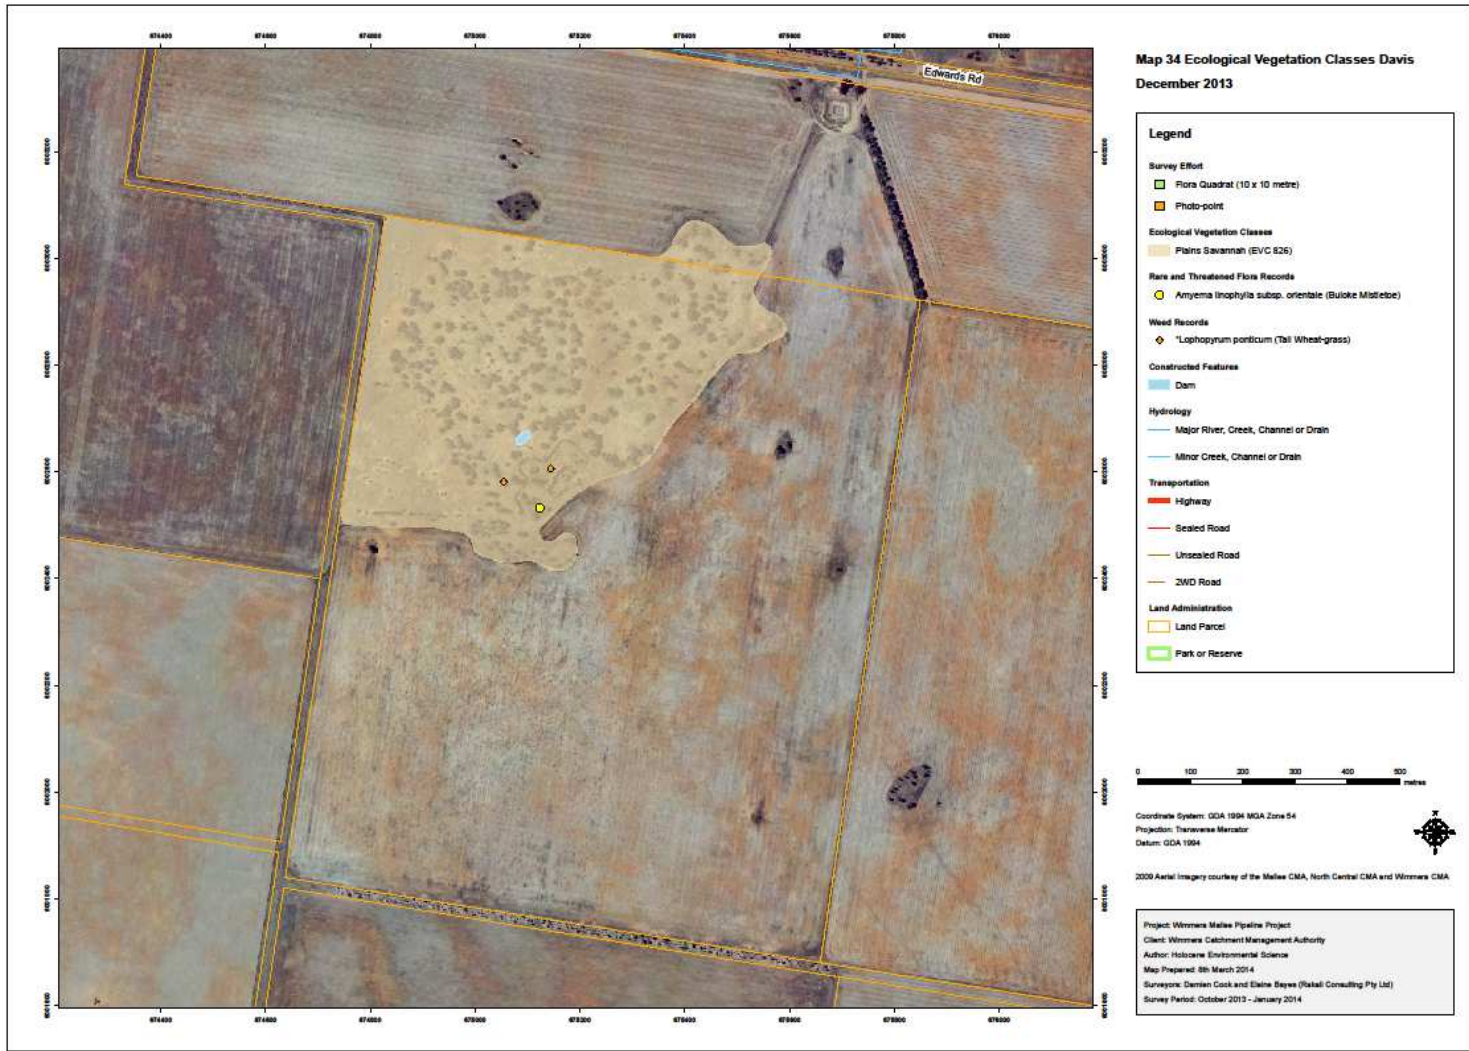 Map 34 Ecological Vegetation Classes Davis
December 2013
Edwards Rd
Legend
Survey Effort
Flora Quadrat (10 x 10 metre)
Photo-point
Ecological Vegetation Classes
Plains Savannah (EVC 826)
Rare and Threatened Flora Records
Amyema linophylla subsp. orientale (Buloke Mistletoe)
Weed Records
*Lophopyrum ponticum (Tall Wheat-grass)
Constructed Features
Dam
Hydrology
Major River, Creek, Channel or Drain
Minor Creek, Channel or Drain
Transportation
Highway
Sealed Road
Unsealed Road
2WD Road
Land Administration
Land Parcel
Park or Reserve
0 100 200 300 400 500
metres
Coordinate System: GDA 1994 MGA Zone 54
Projection: Transverse Mercator
Datum: GDA 1994
2009 Aerial Imagery courtesy of the Mallee CMA, North Central CMA and Wimmera CMA
Project: Wimmera Mallee Pipeline Project
Client: Wimmera Catchment Management Authority
Author: Holocene Environmental Science
Map Prepared: 8th March 2014
Surveyors: Damien Cook and Elaine Bayes (Rakali Consulting Pty Ltd)
Survey Period: October 2013 - January 2014